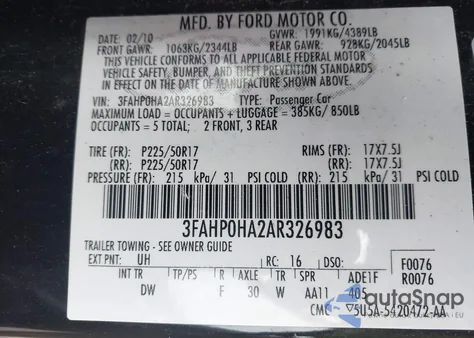 MFD. BY FORD MOTOR CO.
DATE: 02/10 GVWR: 1991KG/4389LB
FRONT GAWR: 1063KG/2344LB REAR GAWR: 928KG/2045LB
THIS VEHICLE CONFORMS TO ALL APPLICABLE FEDERAL MOTOR
VEHICLE SAFETY, BUMPER, AND THEFT PREVENTION STANDARDS
IN EFFECT ON THE DATE OF MANUFACTURE SHOWN ABOVE.
VIN: 3FAHP0HA2AR326983 TYPE: Passenger Car
MAXIMUM LOAD = OCCUPANTS + LUGGAGE = 385KG/ 850LB
OCCUPANTS = 5 TOTAL; 2 FRONT, 3 REAR
TIRE (FR): P225/50R17 RIMS (FR): 17X7.5J
(RR): P225/50R17 (RR): 17X7.5J
PRESSURE (FR): 215 kPa/ 31 PSI COLD (RR): 215 kPa/ 31 PSI COLD
3FAHP0HA2AR326983
TRAILER TOWING - SEE OWNER GUIDE
EXT PNT: UH RC: 16 DSO: F0076
R0076
INT TR TP/PS R AXLE TR SPR ADE1F
DW F 30 W AA11 405
autoSnap
CMC 5U5A-5420472-AA